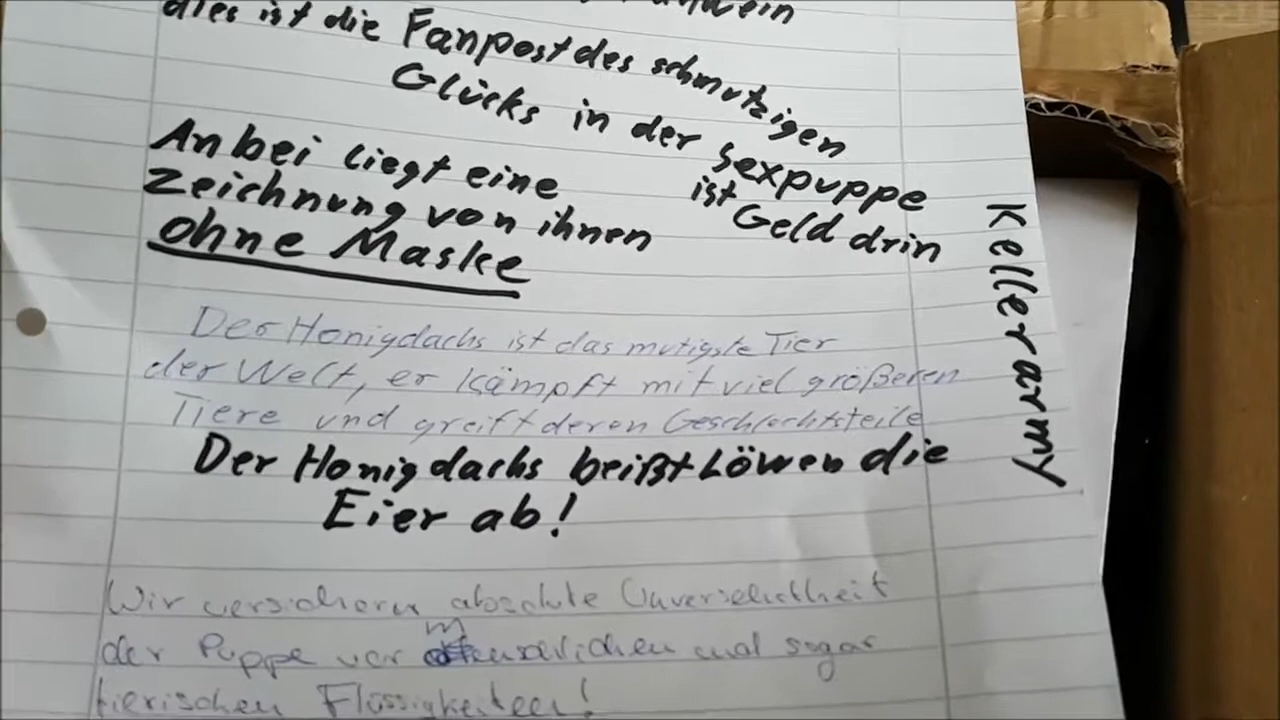 dies ist die Fanpost des schmutzigen
Glücks in der sexpuppe
ist Geld drin
Anbei liegt eine
Zeichnung von ihnen
ohne Maske
Der Honigdachs ist das mutigste Tier
der Welt, er kämpft mit viel größeren
Tiere und greift deren Geschlechtsteile
Der Honigdachs beißt Löwen die
Eier ab!
Wir versichern absolute Unversehrtheit
der Puppe vor menschlichen und sogar
tierischen Flüssigkeiten!
Kellerarmy